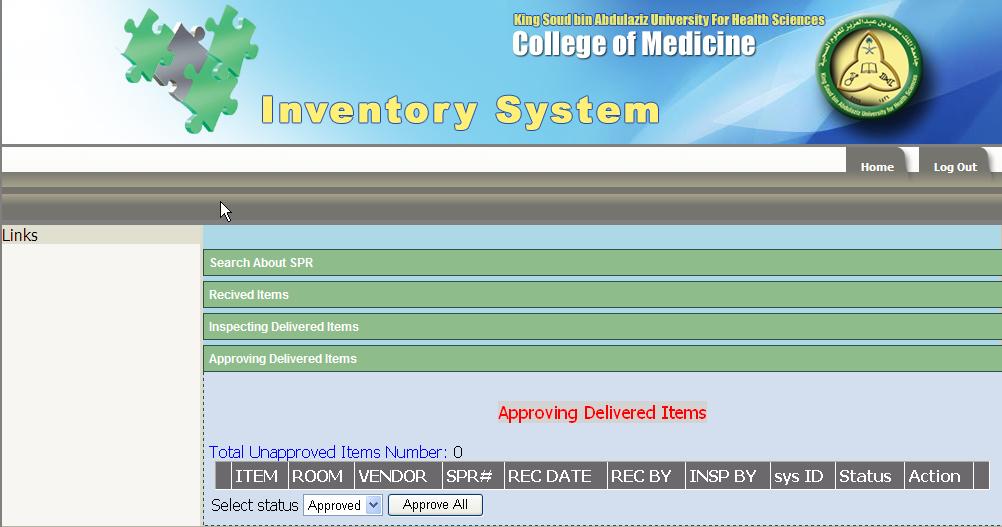 King Soud bin Abdulaziz University For Health Sciences
College of Medicine
Inventory System
Home
Log Out
Links
Search About SPR
Recived Items
Inspecting Delivered Items
Approving Delivered Items
Approving Delivered Items
Total Unapproved Items Number: 0
ITEM ROOM VENDOR SPR# REC DATE REC BY INSP BY sys ID Status Action
Select status Approved Approve All